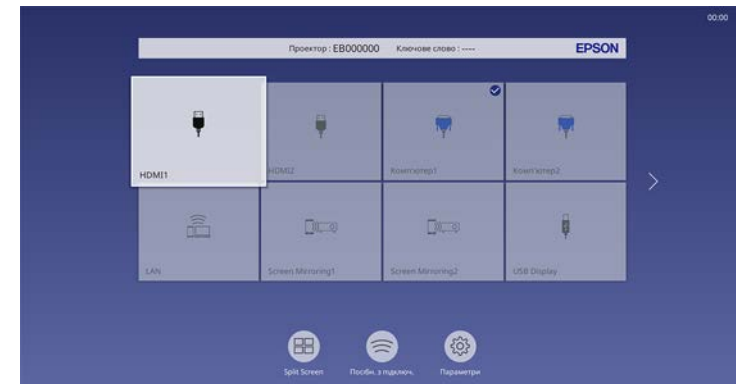 00:00
Проектор : EB000000 Ключове слово : ---- EPSON
HDMI1 HDMI2 Комп'ютер1 Комп'ютер2
LAN Screen Mirroring1 Screen Mirroring2 USB Display
Split Screen Посібн. з підключ. Параметри